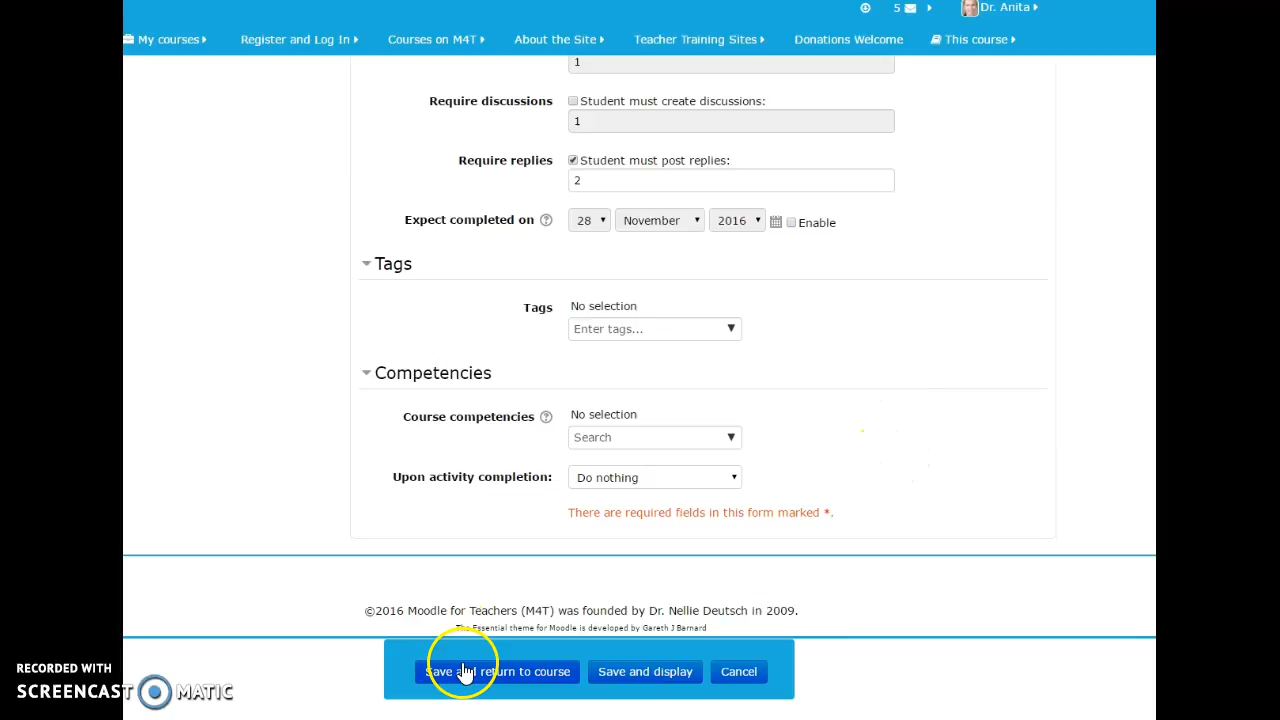 5
Dr. Anita
My courses
Register and Log In
Courses on M4T
About the Site
Teacher Training Sites
Donations Welcome
This course
1
Require discussions
Student must create discussions:
1
Require replies
Student must post replies:
2
Expect completed on
28
November
2016
Enable
Tags
Tags
No selection
Enter tags...
Competencies
Course competencies
No selection
Search
Upon activity completion:
Do nothing
There are required fields in this form marked *.
©2016 Moodle for Teachers (M4T) was founded by Dr. Nellie Deutsch in 2009.
The Essential theme for Moodle is developed by Gareth J Barnard
Save and return to course
Save and display
Cancel
RECORDED WITH
SCREENCAST MATIC